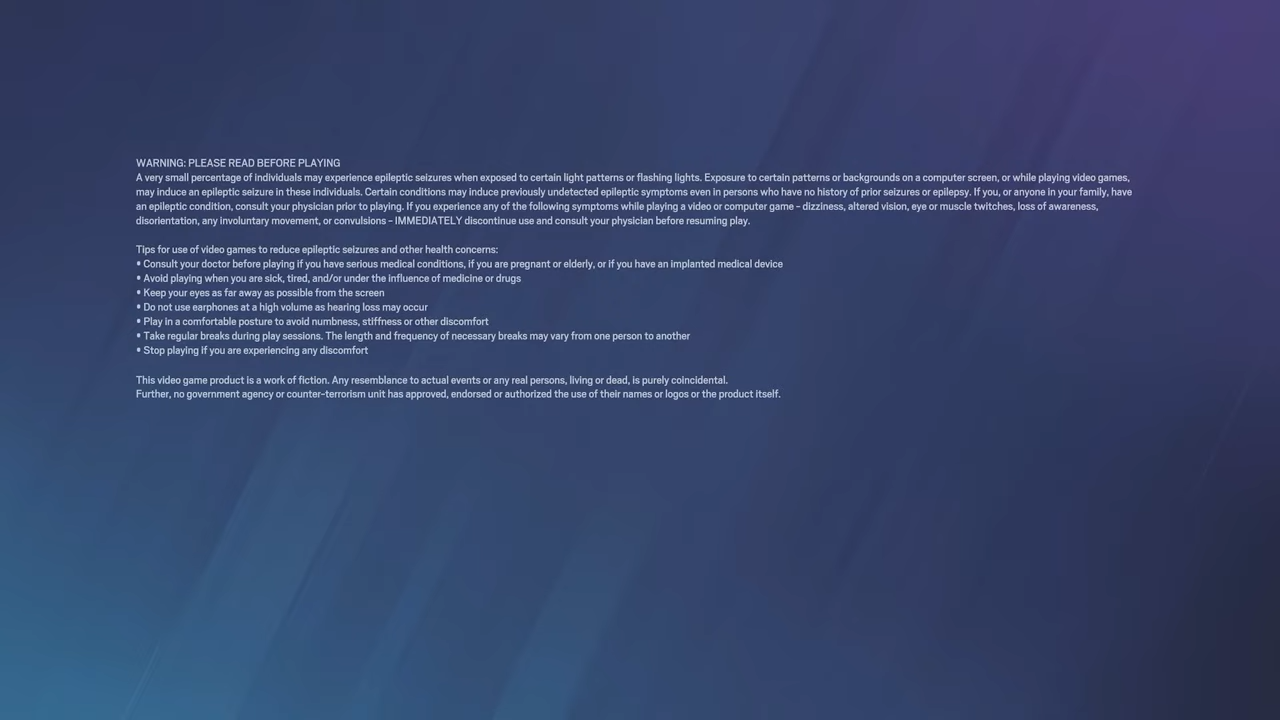 WARNING: PLEASE READ BEFORE PLAYING
A very small percentage of individuals may experience epileptic seizures when exposed to certain light patterns or flashing lights. Exposure to certain patterns or backgrounds on a computer screen, or while playing video games,
may induce an epileptic seizure in these individuals. Certain conditions may induce previously undetected epileptic symptoms even in persons who have no history of prior seizures or epilepsy. If you, or anyone in your family, have
an epileptic condition, consult your physician prior to playing. If you experience any of the following symptoms while playing a video or computer game - dizziness, altered vision, eye or muscle twitches, loss of awareness,
disorientation, any involuntary movement, or convulsions - IMMEDIATELY discontinue use and consult your physician before resuming play.
Tips for use of video games to reduce epileptic seizures and other health concerns:
• Consult your doctor before playing if you have serious medical conditions, if you are pregnant or elderly, or if you have an implanted medical device
• Avoid playing when you are sick, tired, and/or under the influence of medicine or drugs
• Keep your eyes as far away as possible from the screen
• Do not use earphones at a high volume as hearing loss may occur
• Play in a comfortable posture to avoid numbness, stiffness or other discomfort
• Take regular breaks during play sessions. The length and frequency of necessary breaks may vary from one person to another
• Stop playing if you are experiencing any discomfort
This video game product is a work of fiction. Any resemblance to actual events or any real persons, living or dead, is purely coincidental.
Further, no government agency or counter-terrorism unit has approved, endorsed or authorized the use of their names or logos or the product itself.